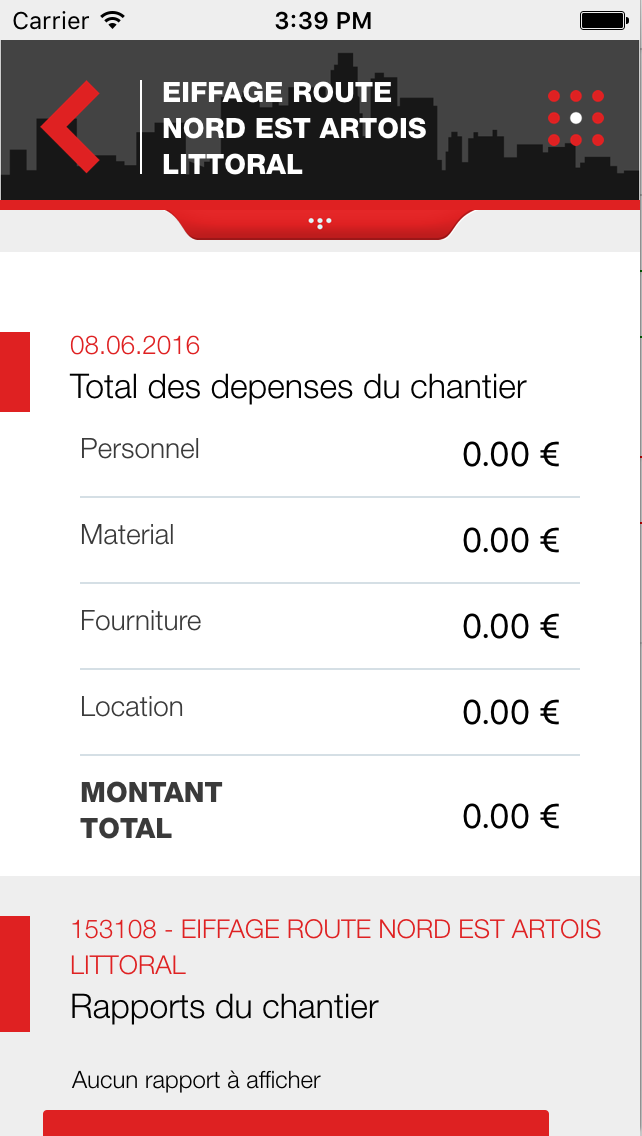 Carrier 3:39 PM
EIFFAGE ROUTE
NORD EST ARTOIS
LITTORAL
08.06.2016
Total des depenses du chantier
Personnel 0.00 €
Material 0.00 €
Fourniture 0.00 €
Location 0.00 €
MONTANT
TOTAL 0.00 €
153108 - EIFFAGE ROUTE NORD EST ARTOIS
LITTORAL
Rapports du chantier
Aucun rapport à afficher